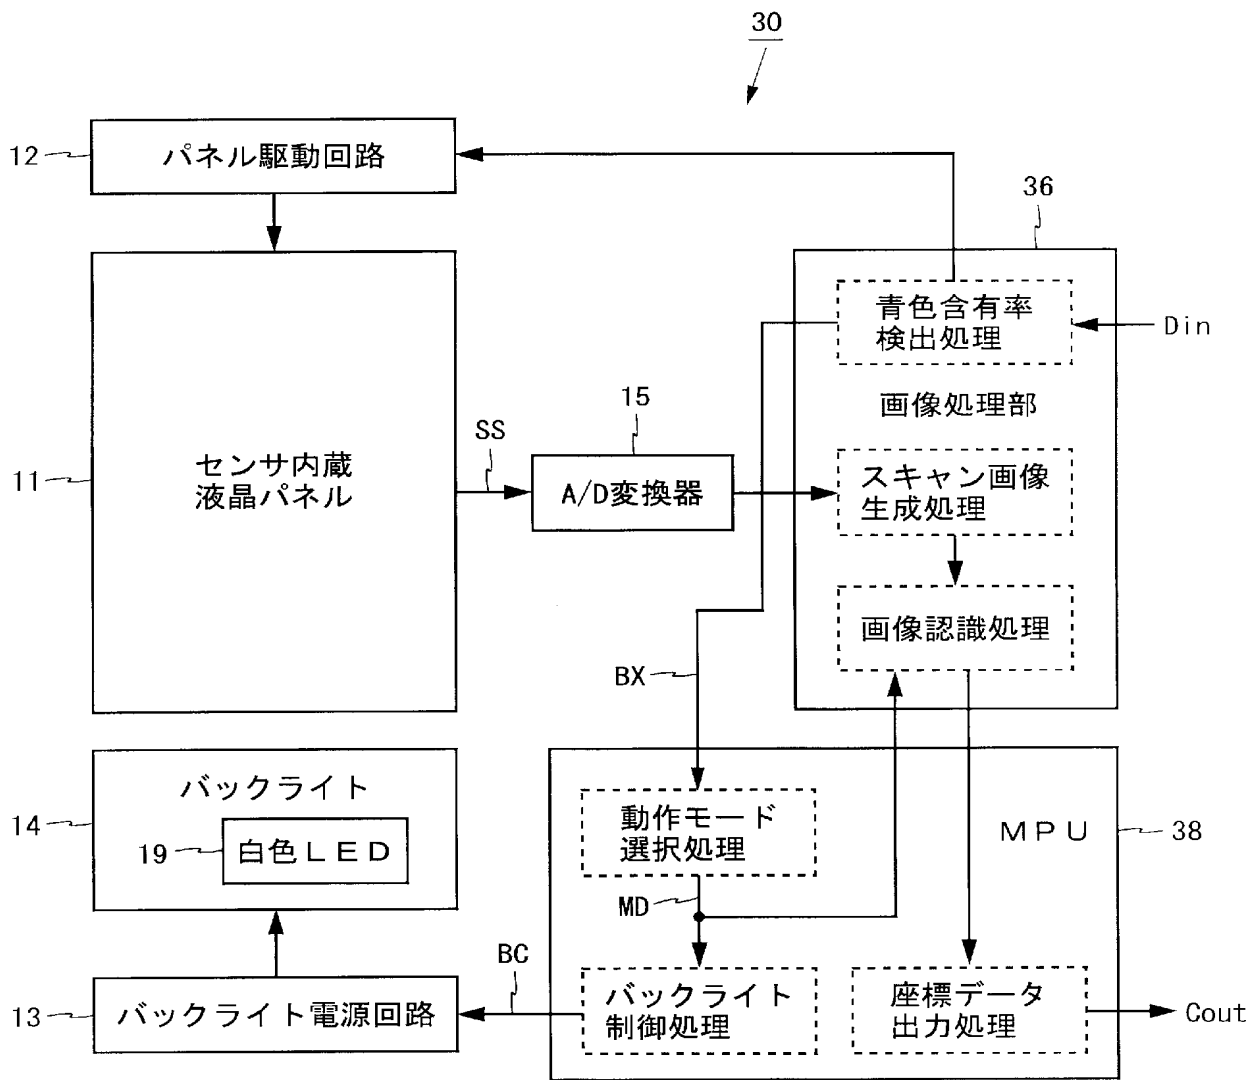 30
12
パネル駆動回路
36
青色含有率
検出処理
Din
画像処理部
15
SS
11
センサ内蔵
液晶パネル
A/D変換器
スキャン画像
生成処理
画像認識処理
BX
バックライト
14
19
白色LED
動作モード
選択処理
MPU
38
MD
BC
13
バックライト電源回路
バックライト
制御処理
座標データ
出力処理
Cout